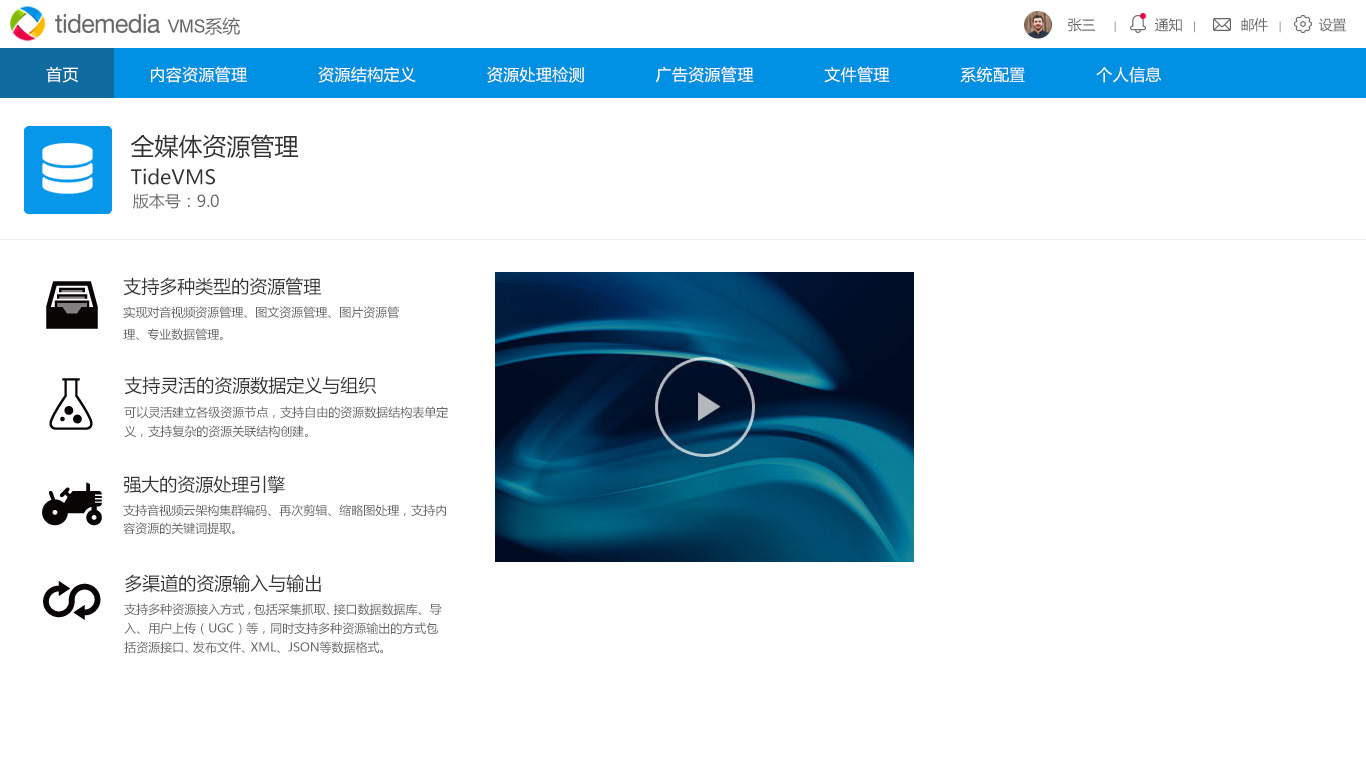 tidemedia VMS系统
张三 | 通知 | 邮件 | 设置
首页 内容资源管理 资源结构定义 资源处理检测 广告资源管理 文件管理 系统配置 个人信息
全媒体资源管理
TideVMS
版本号：9.0
支持多种类型的资源管理
实现对音视频资源管理、图文资源管理、图片资源管
理、专业数据管理。
支持灵活的资源数据定义与组织
可以灵活建立各级资源节点，支持自由的资源数据结构表单定
义，支持复杂的资源关联结构创建。
强大的资源处理引擎
支持音视频云架构集群编码、再次剪辑、缩略图处理，支持内
容资源的关键词提取。
多渠道的资源输入与输出
支持多种资源接入方式，包括采集抓取、接口数据数据库、导
入、用户上传（UGC）等，同时支持多种资源输出的方式包
括资源接口、发布文件、XML、JSON等数据格式。